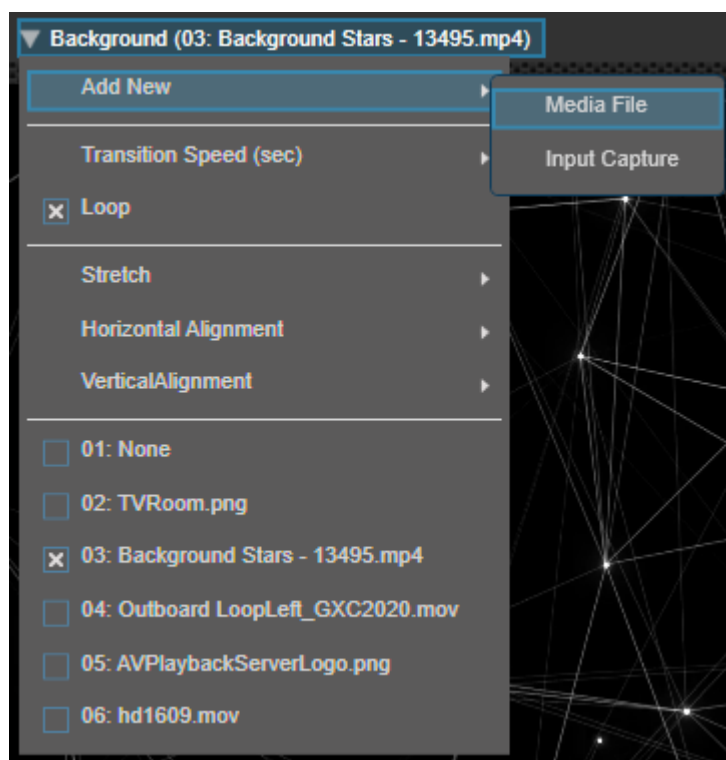 Background (03: Background Stars - 13495.mp4)
Add New
Media File
Input Capture
Transition Speed (sec)
Loop
Stretch
Horizontal Alignment
VerticalAlignment
01: None
02: TVRoom.png
03: Background Stars - 13495.mp4
04: Outboard LoopLeft_GXC2020.mov
05: AVPlaybackServerLogo.png
06: hd1609.mov